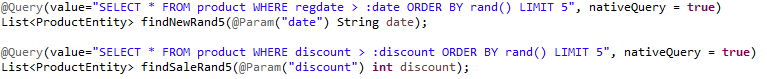 @Query(value="SELECT * FROM product WHERE regdate > :date ORDER BY rand() LIMIT 5", nativeQuery = true)
List<ProductEntity> findNewRand5(@Param("date") String date);
@Query(value="SELECT * FROM product WHERE discount > :discount ORDER BY rand() LIMIT 5", nativeQuery = true)
List<ProductEntity> findSaleRand5(@Param("discount") int discount);